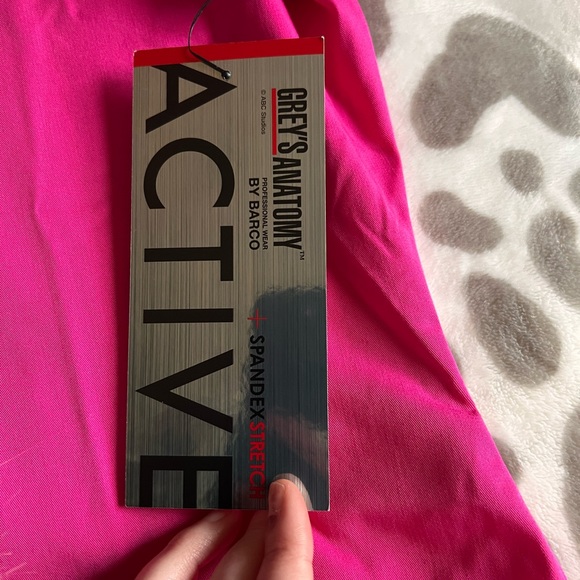 GREY'S ANATOMY™
© ABC Studios
PROFESSIONAL WEAR
BY BARCO
+ SPANDEX STRETCH
ACTIVE